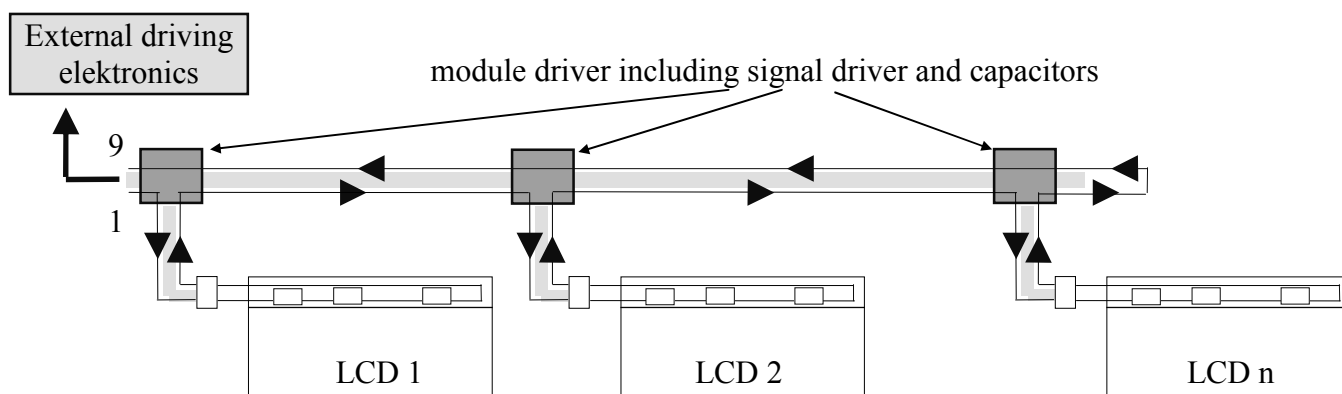 External driving
elektronics
module driver including signal driver and capacitors
9
1
LCD 1
LCD 2
LCD n